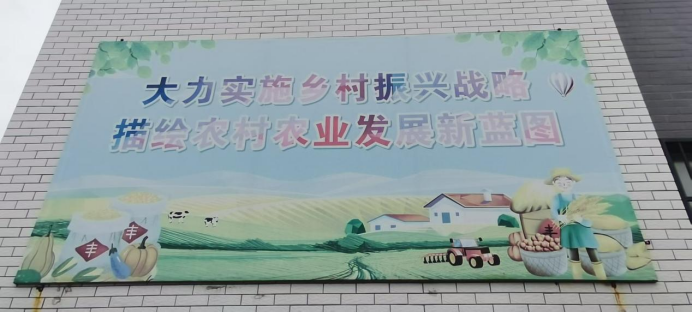 大力实施乡村振兴战略
描绘农村农业发展新蓝图
丰
丰